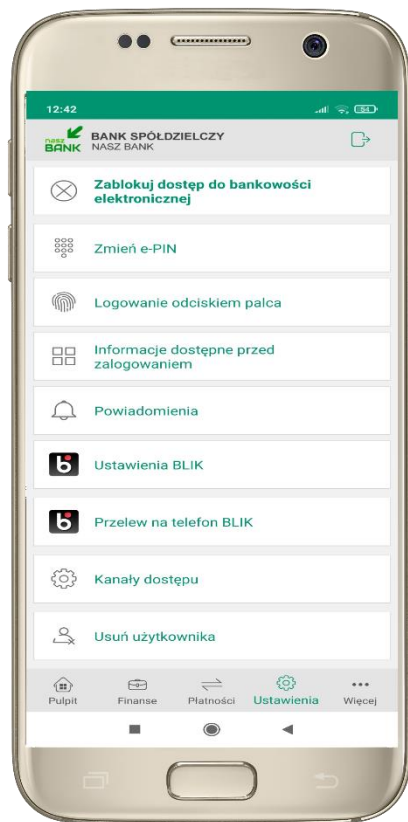 12:42
54
nasz
BANK
BANK SPÓŁDZIELCZY
NASZ BANK
Zablokuj dostęp do bankowości
elektronicznej
Zmień e-PIN
Logowanie odciskiem palca
Informacje dostępne przed
zalogowaniem
Powiadomienia
b
Ustawienia BLIK
b
Przelew na telefon BLIK
Kanały dostępu
Usuń użytkownika
Pulpit
Finanse
Płatności
Ustawienia
Więcej